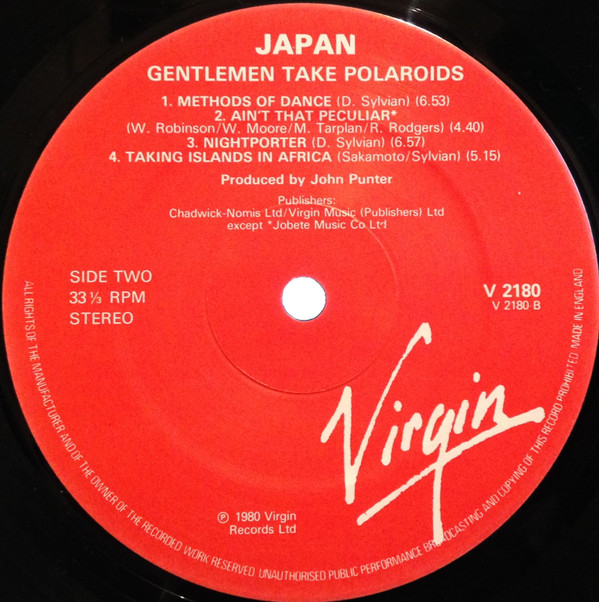 JAPAN
GENTLEMEN TAKE POLAROIDS
1. METHODS OF DANCE (D. Sylvian) (6.53)
2. AIN'T THAT PECULIAR*
(W. Robinson/W. Moore/M. Tarplan/R. Rodgers) (4.40)
3. NIGHTPORTER (D. Sylvian) (6.57)
4. TAKING ISLANDS IN AFRICA (Sakamoto/Sylvian) (5.15)
Produced by John Punter
Publishers:
Chadwick-Nomis Ltd/Virgin Music (Publishers) Ltd
except *Jobete Music Co Ltd
SIDE TWO
33⅓ RPM
STEREO
V 2180
V 2180 B
Virgin
℗ 1980 Virgin
Records Ltd
ALL RIGHTS OF THE MANUFACTURER AND OF THE OWNER OF THE RECORDED WORK RESERVED. UNAUTHORISED PUBLIC PERFORMANCE BROADCASTING AND COPYING OF THIS RECORD PROHIBITED. MADE IN ENGLAND